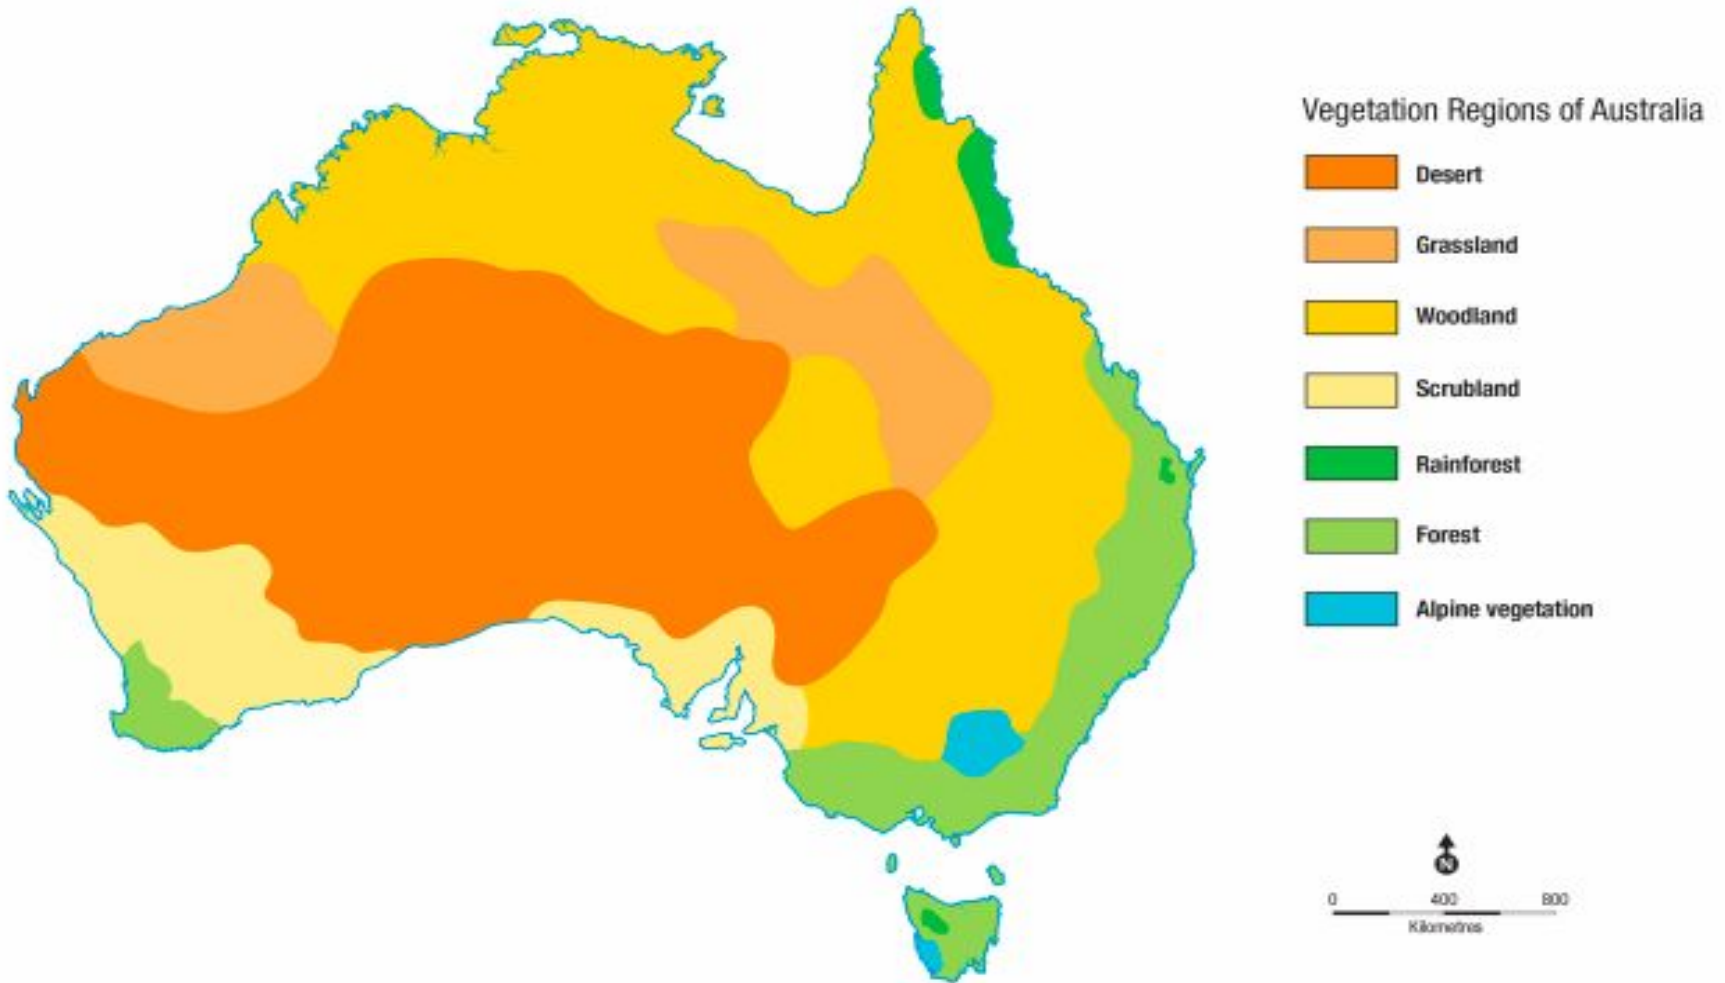 Vegetation Regions of Australia
Desert
Grassland
Woodland
Scrubland
Rainforest
Forest
Alpine vegetation
N
0 400 800
Kilometres